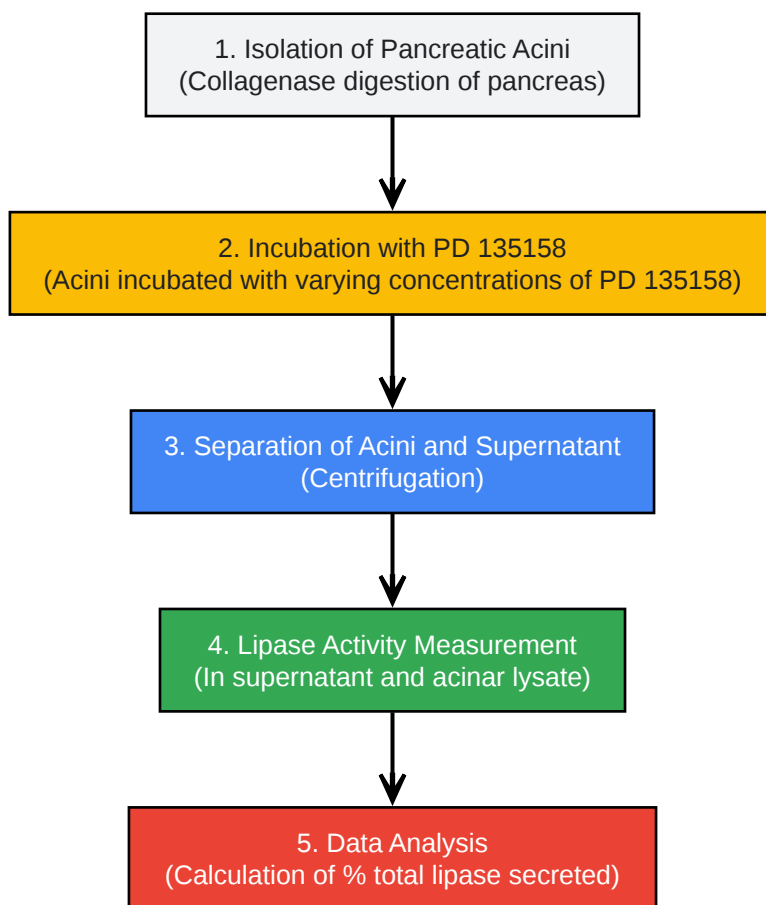 1. Isolation of Pancreatic Acini
(Collagenase digestion of pancreas)
2. Incubation with PD 135158
(Acini incubated with varying concentrations of PD 135158)
3. Separation of Acini and Supernatant
(Centrifugation)
4. Lipase Activity Measurement
(In supernatant and acinar lysate)
5. Data Analysis
(Calculation of % total lipase secreted)